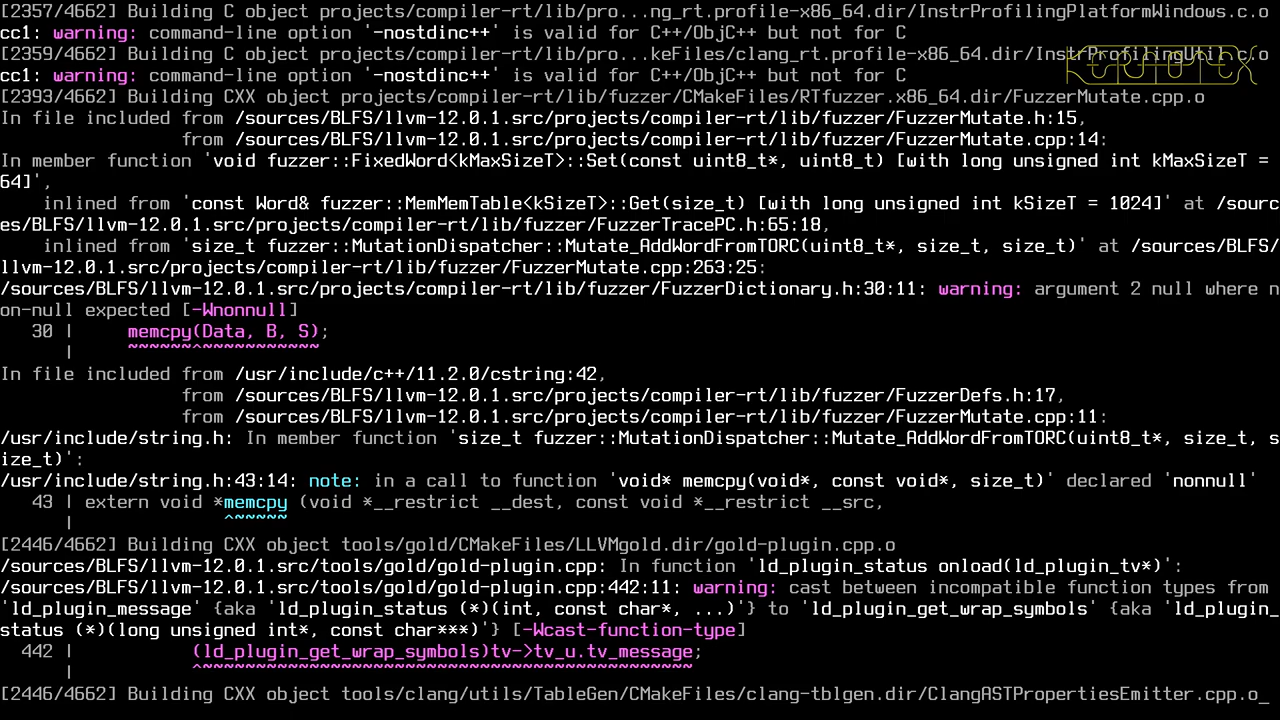 [2357/4662] Building C object projects/compiler-rt/lib/pro...ng_rt.profile-x86_64.dir/InstrProfilingPlatformWindows.c.o
cc1: warning: command-line option '-nostdinc++' is valid for C++/ObjC++ but not for C
[2359/4662] Building C object projects/compiler-rt/lib/pro...keFiles/clang_rt.profile-x86_64.dir/InstrProfilingUtil.c.o
cc1: warning: command-line option '-nostdinc++' is valid for C++/ObjC++ but not for C
[2393/4662] Building CXX object projects/compiler-rt/lib/fuzzer/CMakeFiles/RTfuzzer.x86_64.dir/FuzzerMutate.cpp.o
In file included from /sources/BLFS/llvm-12.0.1.src/projects/compiler-rt/lib/fuzzer/FuzzerMutate.h:15,
                 from /sources/BLFS/llvm-12.0.1.src/projects/compiler-rt/lib/fuzzer/FuzzerMutate.cpp:14:
In member function 'void fuzzer::FixedWord<kMaxSizeT>::Set(const uint8_t*, uint8_t) [with long unsigned int kMaxSizeT =
64]',
    inlined from 'const Word& fuzzer::MemMemTable<kSizeT>::Get(size_t) [with long unsigned int kSizeT = 1024]' at /sourc
es/BLFS/llvm-12.0.1.src/projects/compiler-rt/lib/fuzzer/FuzzerTracePC.h:65:18,
    inlined from 'size_t fuzzer::MutationDispatcher::Mutate_AddWordFromTORC(uint8_t*, size_t, size_t)' at /sources/BLFS/
llvm-12.0.1.src/projects/compiler-rt/lib/fuzzer/FuzzerMutate.cpp:263:25:
/sources/BLFS/llvm-12.0.1.src/projects/compiler-rt/lib/fuzzer/FuzzerDictionary.h:30:11: warning: argument 2 null where n
on-null expected [-Wnonnull]
   30 |     memcpy(Data, B, S);
      |     ~~~~~~^~~~~~~~~~~~
In file included from /usr/include/c++/11.2.0/cstring:42,
                 from /sources/BLFS/llvm-12.0.1.src/projects/compiler-rt/lib/fuzzer/FuzzerDefs.h:17,
                 from /sources/BLFS/llvm-12.0.1.src/projects/compiler-rt/lib/fuzzer/FuzzerMutate.cpp:11:
/usr/include/string.h: In member function 'size_t fuzzer::MutationDispatcher::Mutate_AddWordFromTORC(uint8_t*, size_t, s
ize_t)':
/usr/include/string.h:43:14: note: in a call to function 'void* memcpy(void*, const void*, size_t)' declared 'nonnull'
   43 | extern void *memcpy (void *__restrict __dest, const void *__restrict __src,
      |              ^~~~~~
[2446/4662] Building CXX object tools/gold/CMakeFiles/LLVMgold.dir/gold-plugin.cpp.o
/sources/BLFS/llvm-12.0.1.src/tools/gold/gold-plugin.cpp: In function 'ld_plugin_status onload(ld_plugin_tv*)':
/sources/BLFS/llvm-12.0.1.src/tools/gold/gold-plugin.cpp:442:11: warning: cast between incompatible function types from
'ld_plugin_message' {aka 'ld_plugin_status (*)(int, const char*, ...)'} to 'ld_plugin_get_wrap_symbols' {aka 'ld_plugin_
status (*)(long unsigned int*, const char***)'} [-Wcast-function-type]
  442 |           (ld_plugin_get_wrap_symbols)tv->tv_u.tv_message;
      |           ^~~~~~~~~~~~~~~~~~~~~~~~~~~~~~~~~~~~~~~~~~~~~~~
[2446/4662] Building CXX object tools/clang/utils/TableGen/CMakeFiles/clang-tblgen.dir/ClangASTPropertiesEmitter.cpp.o_